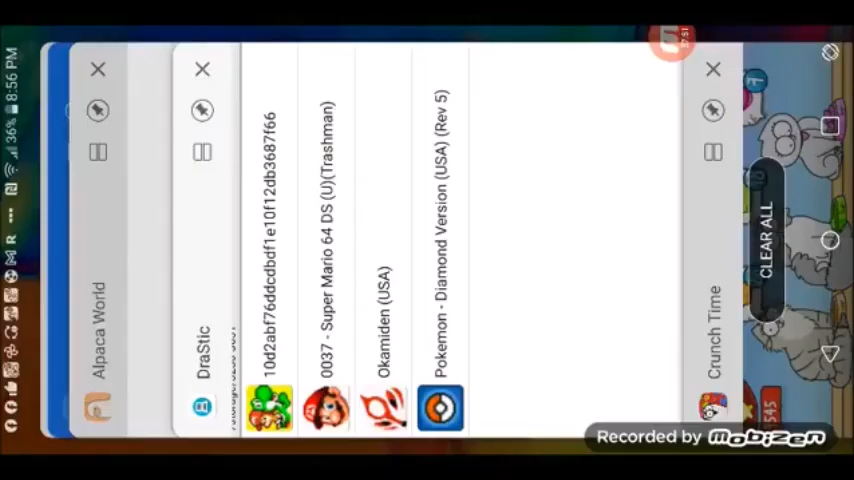 8:56 PM
36%
R
Alpaca World
DraStic
10d2abf76ddcdbdf1e10f12db3687f66
0037 - Super Mario 64 DS (U)(Trashman)
Okamiden (USA)
Pokemon - Diamond Version (USA) (Rev 5)
Crunch Time
CLEAR ALL
545
Recorded by mobizen